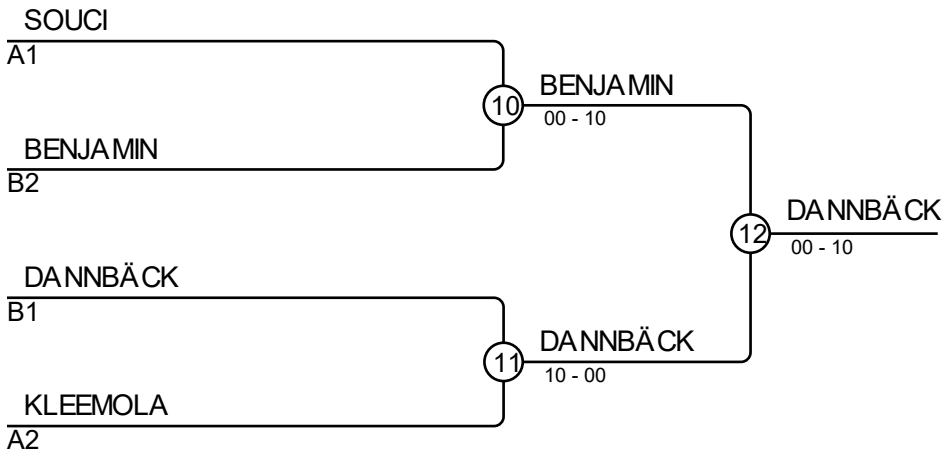 SOUCI
A1
10
BENJAMIN
00 - 10
BENJAMIN
B2
12
DANNBÄCK
00 - 10
DANNBÄCK
B1
11
DANNBÄCK
10 - 00
KLEEMOLA
A2